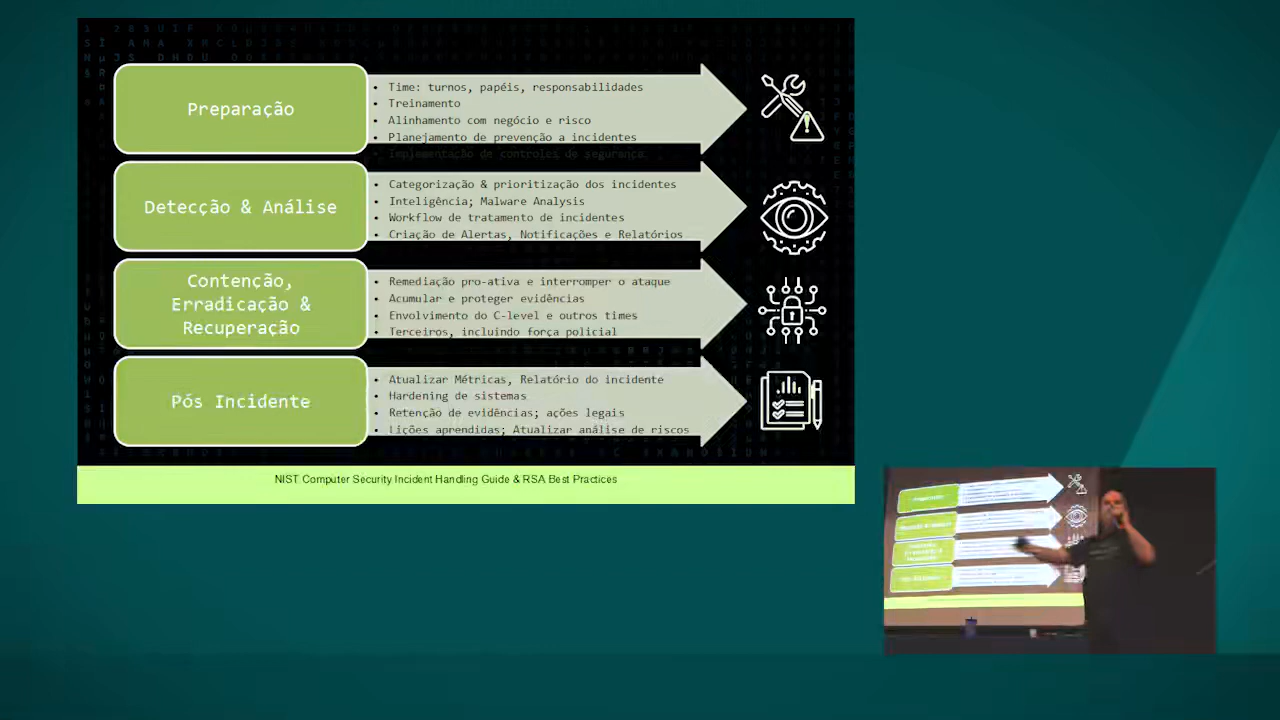 Preparação
Time: turnos, papéis, responsabilidades
Treinamento
Alinhamento com negócio e risco
Planejamento de prevenção a incidentes
Implementação de controles de segurança
Detecção & Análise
Categorização & prioritização dos incidentes
Inteligência; Malware Analysis
Workflow de tratamento de incidentes
Criação de Alertas, Notificações e Relatórios
Contenção,
Erradicação &
Recuperação
Remediação pro-ativa e interromper o ataque
Acumular e proteger evidências
Envolvimento do C-level e outros times
Terceiros, incluindo força policial
Pós Incidente
Atualizar Métricas, Relatório do incidente
Hardening de sistemas
Retenção de evidências; ações legais
Lições aprendidas; Atualizar análise de riscos
NIST Computer Security Incident Handling Guide & RSA Best Practices